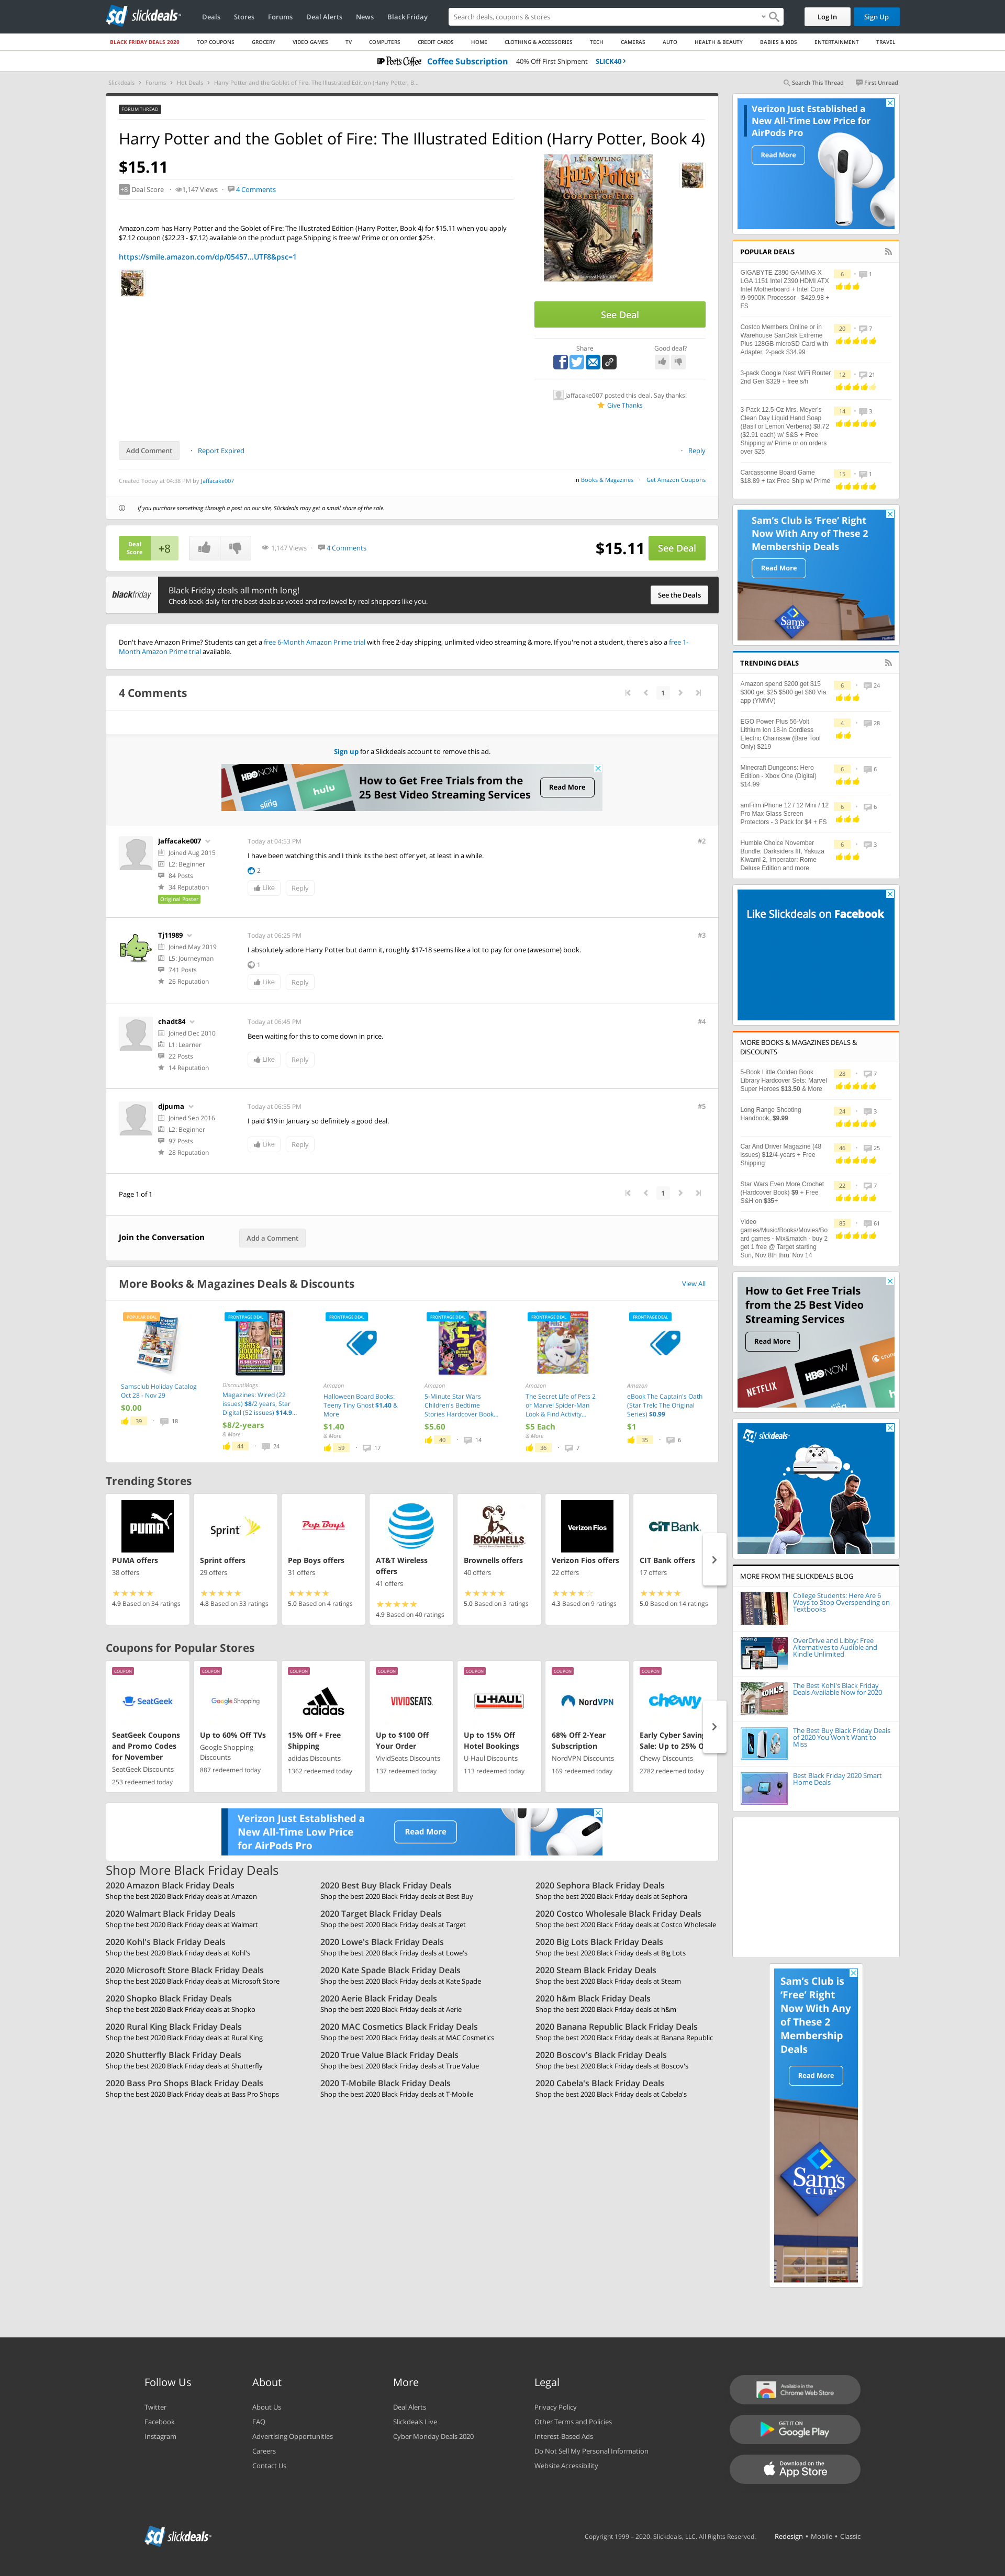 sd slickdeals
Deals
Stores
Forums
Deal Alerts
News
Black Friday
Search deals, coupons & stores
Log In
Sign Up
BLACK FRIDAY DEALS 2020
TOP COUPONS
GROCERY
VIDEO GAMES
TV
COMPUTERS
CREDIT CARDS
HOME
CLOTHING & ACCESSORIES
TECH
CAMERAS
AUTO
HEALTH & BEAUTY
BABIES & KIDS
ENTERTAINMENT
TRAVEL
Peet's Coffee Coffee Subscription 40% Off First Shipment SLICK40 ›
Slickdeals › Forums › Hot Deals › Harry Potter and the Goblet of Fire: The Illustrated Edition (Harry Potter, B...
Search This Thread
First Unread
FORUM THREAD
Harry Potter and the Goblet of Fire: The Illustrated Edition (Harry Potter, Book 4)
$15.11
+8 Deal Score · 1,147 Views · 4 Comments
Amazon.com has Harry Potter and the Goblet of Fire: The Illustrated Edition (Harry Potter, Book 4) for $15.11 when you apply
$7.12 coupon ($22.23 - $7.12) available on the product page.Shipping is free w/ Prime or on order $25+.
https://smile.amazon.com/dp/05457...UTF8&psc=1
J.K. ROWLING
Harry Potter
GOBLET OF FIRE
See Deal
Share
Good deal?
Jaffacake007 posted this deal. Say thanks!
Give Thanks
Add Comment
· Report Expired
· Reply
Created Today at 04:38 PM by Jaffacake007
in Books & Magazines · Get Amazon Coupons
If you purchase something through a post on our site, Slickdeals may get a small share of the sale.
Deal
Score
+8
1,147 Views · 4 Comments
$15.11
See Deal
blackfriday
Black Friday deals all month long!
Check back daily for the best deals as voted and reviewed by real shoppers like you.
See the Deals
Don't have Amazon Prime? Students can get a free 6-Month Amazon Prime trial with free 2-day shipping, unlimited video streaming & more. If you're not a student, there's also a free 1-
Month Amazon Prime trial available.
4 Comments
1
Sign up for a Slickdeals account to remove this ad.
HBO NOW
sling
hulu
How to Get Free Trials from the
25 Best Video Streaming Services
Read More
Jaffacake007
Joined Aug 2015
L2: Beginner
84 Posts
34 Reputation
Original Poster
Today at 04:53 PM
#2
I have been watching this and I think its the best offer yet, at least in a while.
2
Like
Reply
Tj11989
Joined May 2019
L5: Journeyman
741 Posts
26 Reputation
Today at 06:25 PM
#3
I absolutely adore Harry Potter but damn it, roughly $17-18 seems like a lot to pay for one (awesome) book.
1
Like
Reply
chadt84
Joined Dec 2010
L1: Learner
22 Posts
14 Reputation
Today at 06:45 PM
#4
Been waiting for this to come down in price.
Like
Reply
djpuma
Joined Sep 2016
L2: Beginner
97 Posts
28 Reputation
Today at 06:55 PM
#5
I paid $19 in January so definitely a good deal.
Like
Reply
Page 1 of 1
1
Join the Conversation
Add a Comment
More Books & Magazines Deals & Discounts
View All
POPULAR DEAL
Samsclub Holiday Catalog
Oct 28 - Nov 29
$0.00
39 · 18
FRONTPAGE DEAL
DiscountMags
Magazines: Wired (22
issues) $8/2 years, Star
Digital (52 issues) $14.9...
$8/2-years
& More
44 · 24
FRONTPAGE DEAL
Amazon
Halloween Board Books:
Teeny Tiny Ghost $1.40 &
More
$1.40
& More
59 · 17
FRONTPAGE DEAL
Amazon
5-Minute Star Wars
Children's Bedtime
Stories Hardcover Book...
$5.60
40 · 14
FRONTPAGE DEAL
Amazon
The Secret Life of Pets 2
or Marvel Spider-Man
Look & Find Activity...
$5 Each
& More
36 · 7
FRONTPAGE DEAL
Amazon
eBook The Captain's Oath
(Star Trek: The Original
Series) $0.99
$1
35 · 6
Trending Stores
PUMA
PUMA offers
38 offers
4.9 Based on 34 ratings
Sprint
Sprint offers
29 offers
4.8 Based on 33 ratings
Pep Boys
Pep Boys offers
31 offers
5.0 Based on 4 ratings
AT&T Wireless
offers
41 offers
4.9 Based on 40 ratings
BROWNELLS
Brownells offers
40 offers
5.0 Based on 3 ratings
Verizon Fios
Verizon Fios offers
22 offers
4.3 Based on 9 ratings
CIT Bank
CIT Bank offers
17 offers
5.0 Based on 14 ratings
Coupons for Popular Stores
COUPON
SeatGeek
SeatGeek Coupons
and Promo Codes
for November
SeatGeek Discounts
253 redeemed today
COUPON
Google Shopping
Up to 60% Off TVs
Google Shopping
Discounts
887 redeemed today
COUPON
adidas
15% Off + Free
Shipping
adidas Discounts
1362 redeemed today
COUPON
VIVIDSEATS
Up to $100 Off
Your Order
VividSeats Discounts
137 redeemed today
COUPON
U-HAUL
Up to 15% Off
Hotel Bookings
U-Haul Discounts
113 redeemed today
COUPON
NordVPN
68% Off 2-Year
Subscription
NordVPN Discounts
169 redeemed today
COUPON
chewy
Early Cyber Saving
Sale: Up to 25% O
Chewy Discounts
2782 redeemed today
Verizon Just Established a
New All-Time Low Price
for AirPods Pro
Read More
Shop More Black Friday Deals
2020 Amazon Black Friday Deals
Shop the best 2020 Black Friday deals at Amazon
2020 Best Buy Black Friday Deals
Shop the best 2020 Black Friday deals at Best Buy
2020 Sephora Black Friday Deals
Shop the best 2020 Black Friday deals at Sephora
2020 Walmart Black Friday Deals
Shop the best 2020 Black Friday deals at Walmart
2020 Target Black Friday Deals
Shop the best 2020 Black Friday deals at Target
2020 Costco Wholesale Black Friday Deals
Shop the best 2020 Black Friday deals at Costco Wholesale
2020 Kohl's Black Friday Deals
Shop the best 2020 Black Friday deals at Kohl's
2020 Lowe's Black Friday Deals
Shop the best 2020 Black Friday deals at Lowe's
2020 Big Lots Black Friday Deals
Shop the best 2020 Black Friday deals at Big Lots
2020 Microsoft Store Black Friday Deals
Shop the best 2020 Black Friday deals at Microsoft Store
2020 Kate Spade Black Friday Deals
Shop the best 2020 Black Friday deals at Kate Spade
2020 Steam Black Friday Deals
Shop the best 2020 Black Friday deals at Steam
2020 Shopko Black Friday Deals
Shop the best 2020 Black Friday deals at Shopko
2020 Aerie Black Friday Deals
Shop the best 2020 Black Friday deals at Aerie
2020 h&m Black Friday Deals
Shop the best 2020 Black Friday deals at h&m
2020 Rural King Black Friday Deals
Shop the best 2020 Black Friday deals at Rural King
2020 MAC Cosmetics Black Friday Deals
Shop the best 2020 Black Friday deals at MAC Cosmetics
2020 Banana Republic Black Friday Deals
Shop the best 2020 Black Friday deals at Banana Republic
2020 Shutterfly Black Friday Deals
Shop the best 2020 Black Friday deals at Shutterfly
2020 True Value Black Friday Deals
Shop the best 2020 Black Friday deals at True Value
2020 Boscov's Black Friday Deals
Shop the best 2020 Black Friday deals at Boscov's
2020 Bass Pro Shops Black Friday Deals
Shop the best 2020 Black Friday deals at Bass Pro Shops
2020 T-Mobile Black Friday Deals
Shop the best 2020 Black Friday deals at T-Mobile
2020 Cabela's Black Friday Deals
Shop the best 2020 Black Friday deals at Cabela's
Verizon Just Established a
New All-Time Low Price for
AirPods Pro
Read More
POPULAR DEALS
GIGABYTE Z390 GAMING X
LGA 1151 Intel Z390 HDMI ATX
Intel Motherboard + Intel Core
i9-9900K Processor - $429.98 +
FS
6 · 1
Costco Members Online or in
Warehouse SanDisk Extreme
Plus 128GB microSD Card with
Adapter, 2-pack $34.99
20 · 7
3-pack Google Nest WiFi Router
2nd Gen $329 + free s/h
12 · 21
3-Pack 12.5-Oz Mrs. Meyer's
Clean Day Liquid Hand Soap
(Basil or Lemon Verbena) $8.72
($2.91 each) w/ S&S + Free
Shipping w/ Prime or on orders
over $25
14 · 3
Carcassonne Board Game
$18.89 + tax Free Ship w/ Prime
15 · 1
Sam's Club is 'Free' Right
Now With Any of These 2
Membership Deals
Read More
Sam's
CLUB
TRENDING DEALS
Amazon spend $200 get $15
$300 get $25 $500 get $60 Via
app (YMMV)
6 · 24
EGO Power Plus 56-Volt
Lithium Ion 18-in Cordless
Electric Chainsaw (Bare Tool
Only) $219
4 · 28
Minecraft Dungeons: Hero
Edition - Xbox One (Digital)
$14.99
6 · 6
amFilm iPhone 12 / 12 Mini / 12
Pro Max Glass Screen
Protectors - 3 Pack for $4 + FS
6 · 6
Humble Choice November
Bundle: Darksiders III, Yakuza
Kiwami 2, Imperator: Rome
Deluxe Edition and more
6 · 3
Like Slickdeals on Facebook
MORE BOOKS & MAGAZINES DEALS &
DISCOUNTS
5-Book Little Golden Book
Library Hardcover Sets: Marvel
Super Heroes $13.50 & More
28 · 7
Long Range Shooting
Handbook, $9.99
24 · 3
Car And Driver Magazine (48
issues) $12/4-years + Free
Shipping
46 · 25
Star Wars Even More Crochet
(Hardcover Book) $9 + Free
S&H on $35+
22 · 7
Video
games/Music/Books/Movies/Bo
ard games - Mix&match - buy 2
get 1 free @ Target starting
Sun, Nov 8th thru' Nov 14
85 · 61
How to Get Free Trials
from the 25 Best Video
Streaming Services
Read More
NETFLIX
HBO NOW
crunchy
slickdeals
MORE FROM THE SLICKDEALS BLOG
College Students: Here Are 6
Ways to Stop Overspending on
Textbooks
OverDrive and Libby: Free
Alternatives to Audible and
Kindle Unlimited
KOHL'S
The Best Kohl's Black Friday
Deals Available Now for 2020
The Best Buy Black Friday Deals
of 2020 You Won't Want to
Miss
Best Black Friday 2020 Smart
Home Deals
Sam's Club is
'Free' Right
Now With Any
of These 2
Membership
Deals
Read More
Sam's
CLUB
Follow Us
Twitter
Facebook
Instagram
About
About Us
FAQ
Advertising Opportunities
Careers
Contact Us
More
Deal Alerts
Slickdeals Live
Cyber Monday Deals 2020
Legal
Privacy Policy
Other Terms and Policies
Interest-Based Ads
Do Not Sell My Personal Information
Website Accessibility
Available in the
Chrome Web Store
GET IT ON
Google Play
Download on the
App Store
sd slickdeals
Copyright 1999 - 2020. Slickdeals, LLC. All Rights Reserved.
Redesign • Mobile • Classic